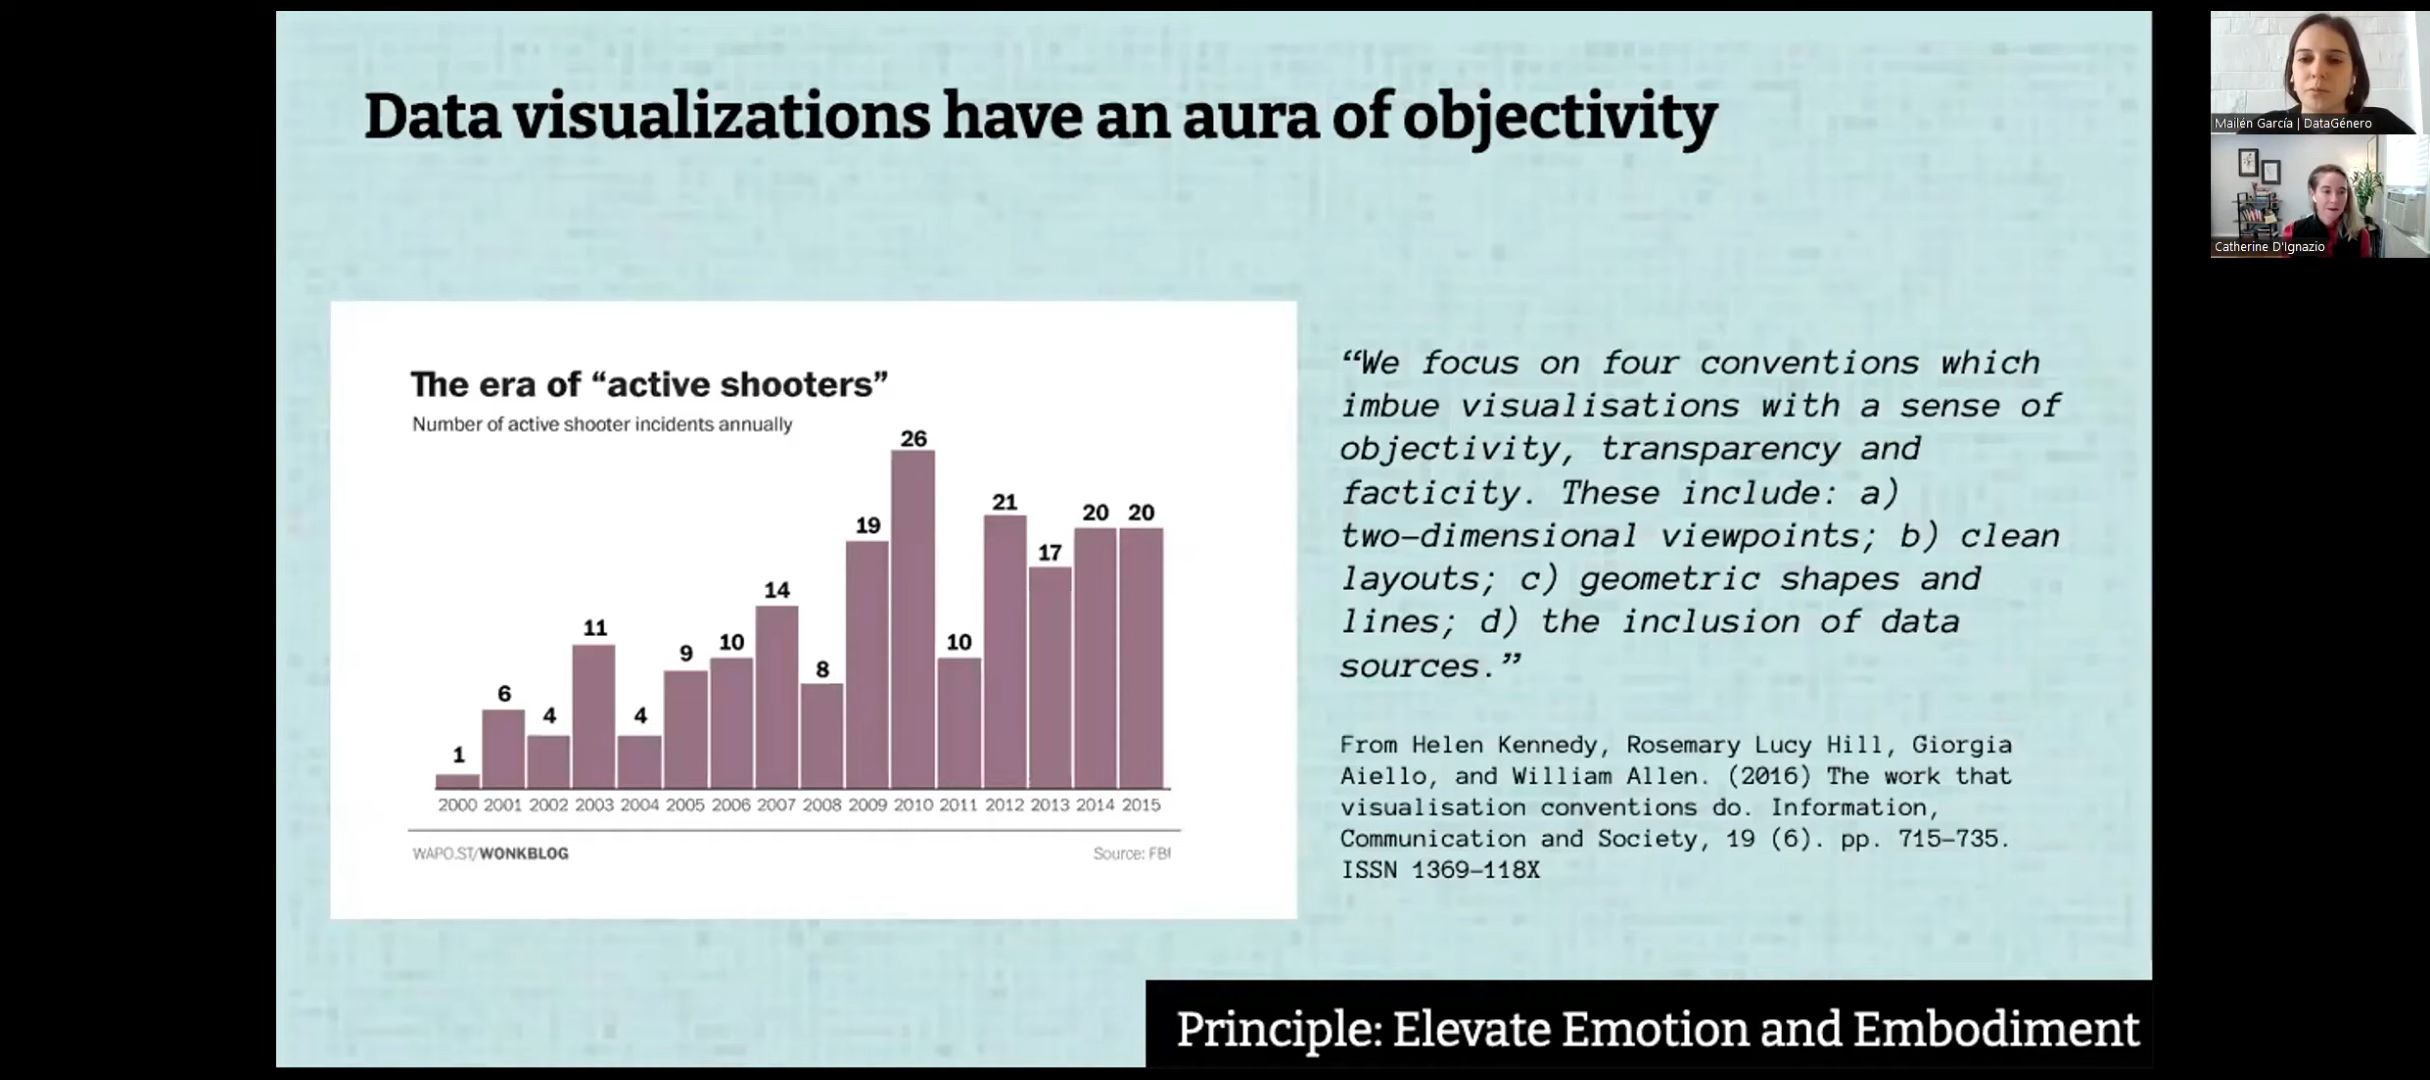 Data visualizations have an aura of objectivity
The era of “active shooters”
Number of active shooter incidents annually
1
6
4
11
4
9
10
14
8
19
26
10
21
17
20
20
2000 2001 2002 2003 2004 2005 2006 2007 2008 2009 2010 2011 2012 2013 2014 2015
WAPO.ST/WONKBLOG
Source: FBI
“We focus on four conventions which
imbue visualisations with a sense of
objectivity, transparency and
facticity. These include: a)
two-dimensional viewpoints; b) clean
layouts; c) geometric shapes and
lines; d) the inclusion of data
sources.”
From Helen Kennedy, Rosemary Lucy Hill, Giorgia
Aiello, and William Allen. (2016) The work that
visualisation conventions do. Information,
Communication and Society, 19 (6). pp. 715-735.
ISSN 1369-118X
Principle: Elevate Emotion and Embodiment
Mailén García | DataGénero
Catherine D'Ignazio